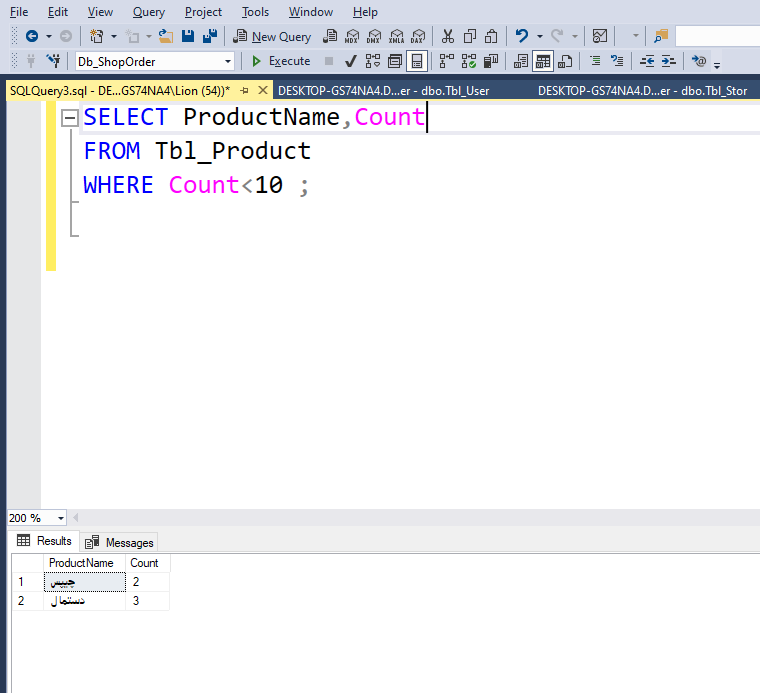 File Edit View Query Project Tools Window Help
New Query MDX DMX XMLA DAX
Db_ShopOrder Execute
SQLQuery3.sql - DE...GS74NA4\Lion (54))* DESKTOP-GS74NA4.D...er - dbo.Tbl_User DESKTOP-GS74NA4.D...er - dbo.Tbl_Stor
SELECT ProductName,Count
FROM Tbl_Product
WHERE Count<10 ;
200 %
Results Messages
ProductName Count
1 چیپس 2
2 دستمال 3